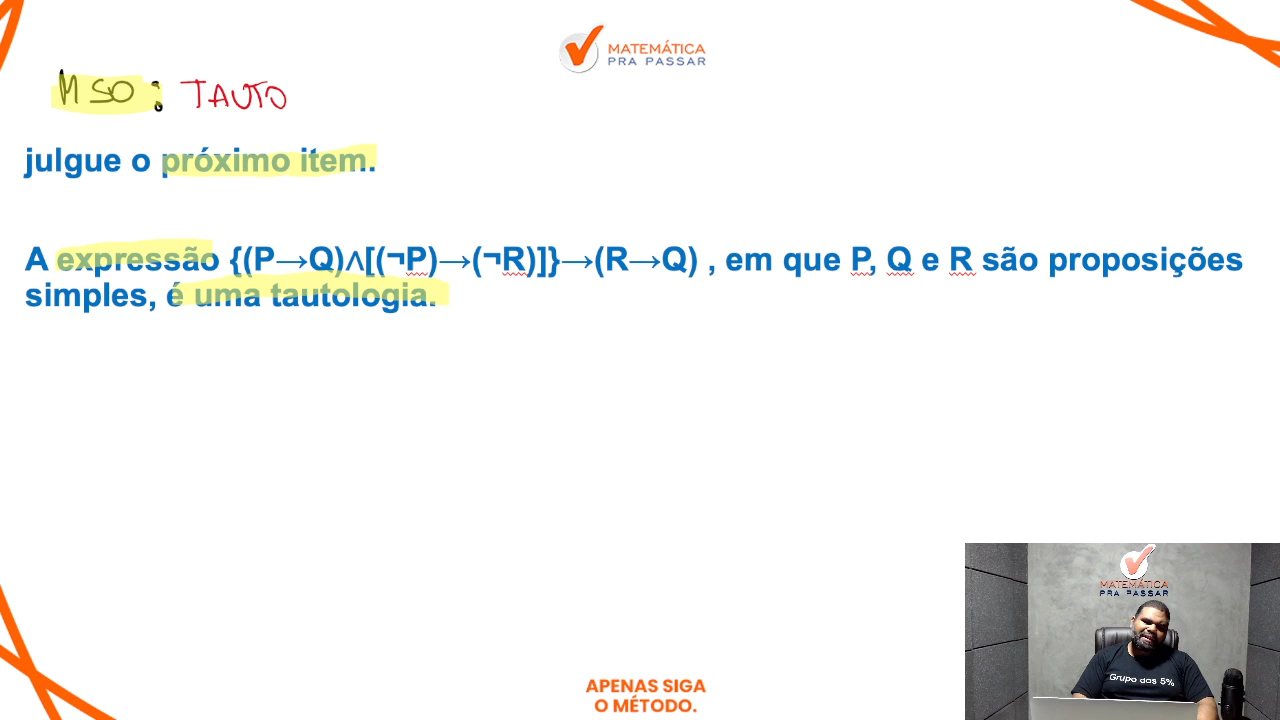 MATEMÁTICA
PRA PASSAR
MSO: TAUTO
julgue o próximo item.
A expressão {(P→Q)∧[(¬P)→(¬R)]}→(R→Q) , em que P, Q e R são proposições
simples, é uma tautologia.
MATEMÁTICA
PRA PASSAR
Grupo dos 5%
APENAS SIGA
O MÉTODO.